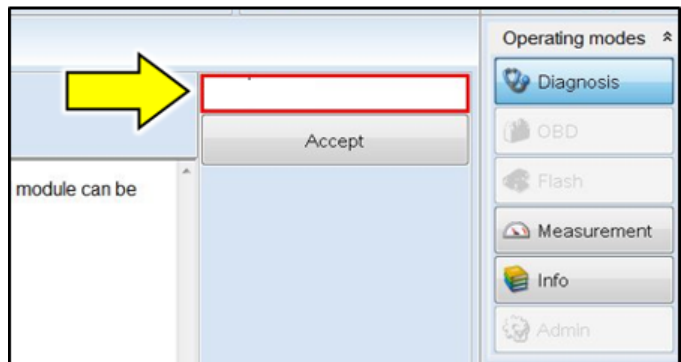 Operating modes
Diagnosis
OBD
Accept
Flash
module can be
Measurement
Info
Admin